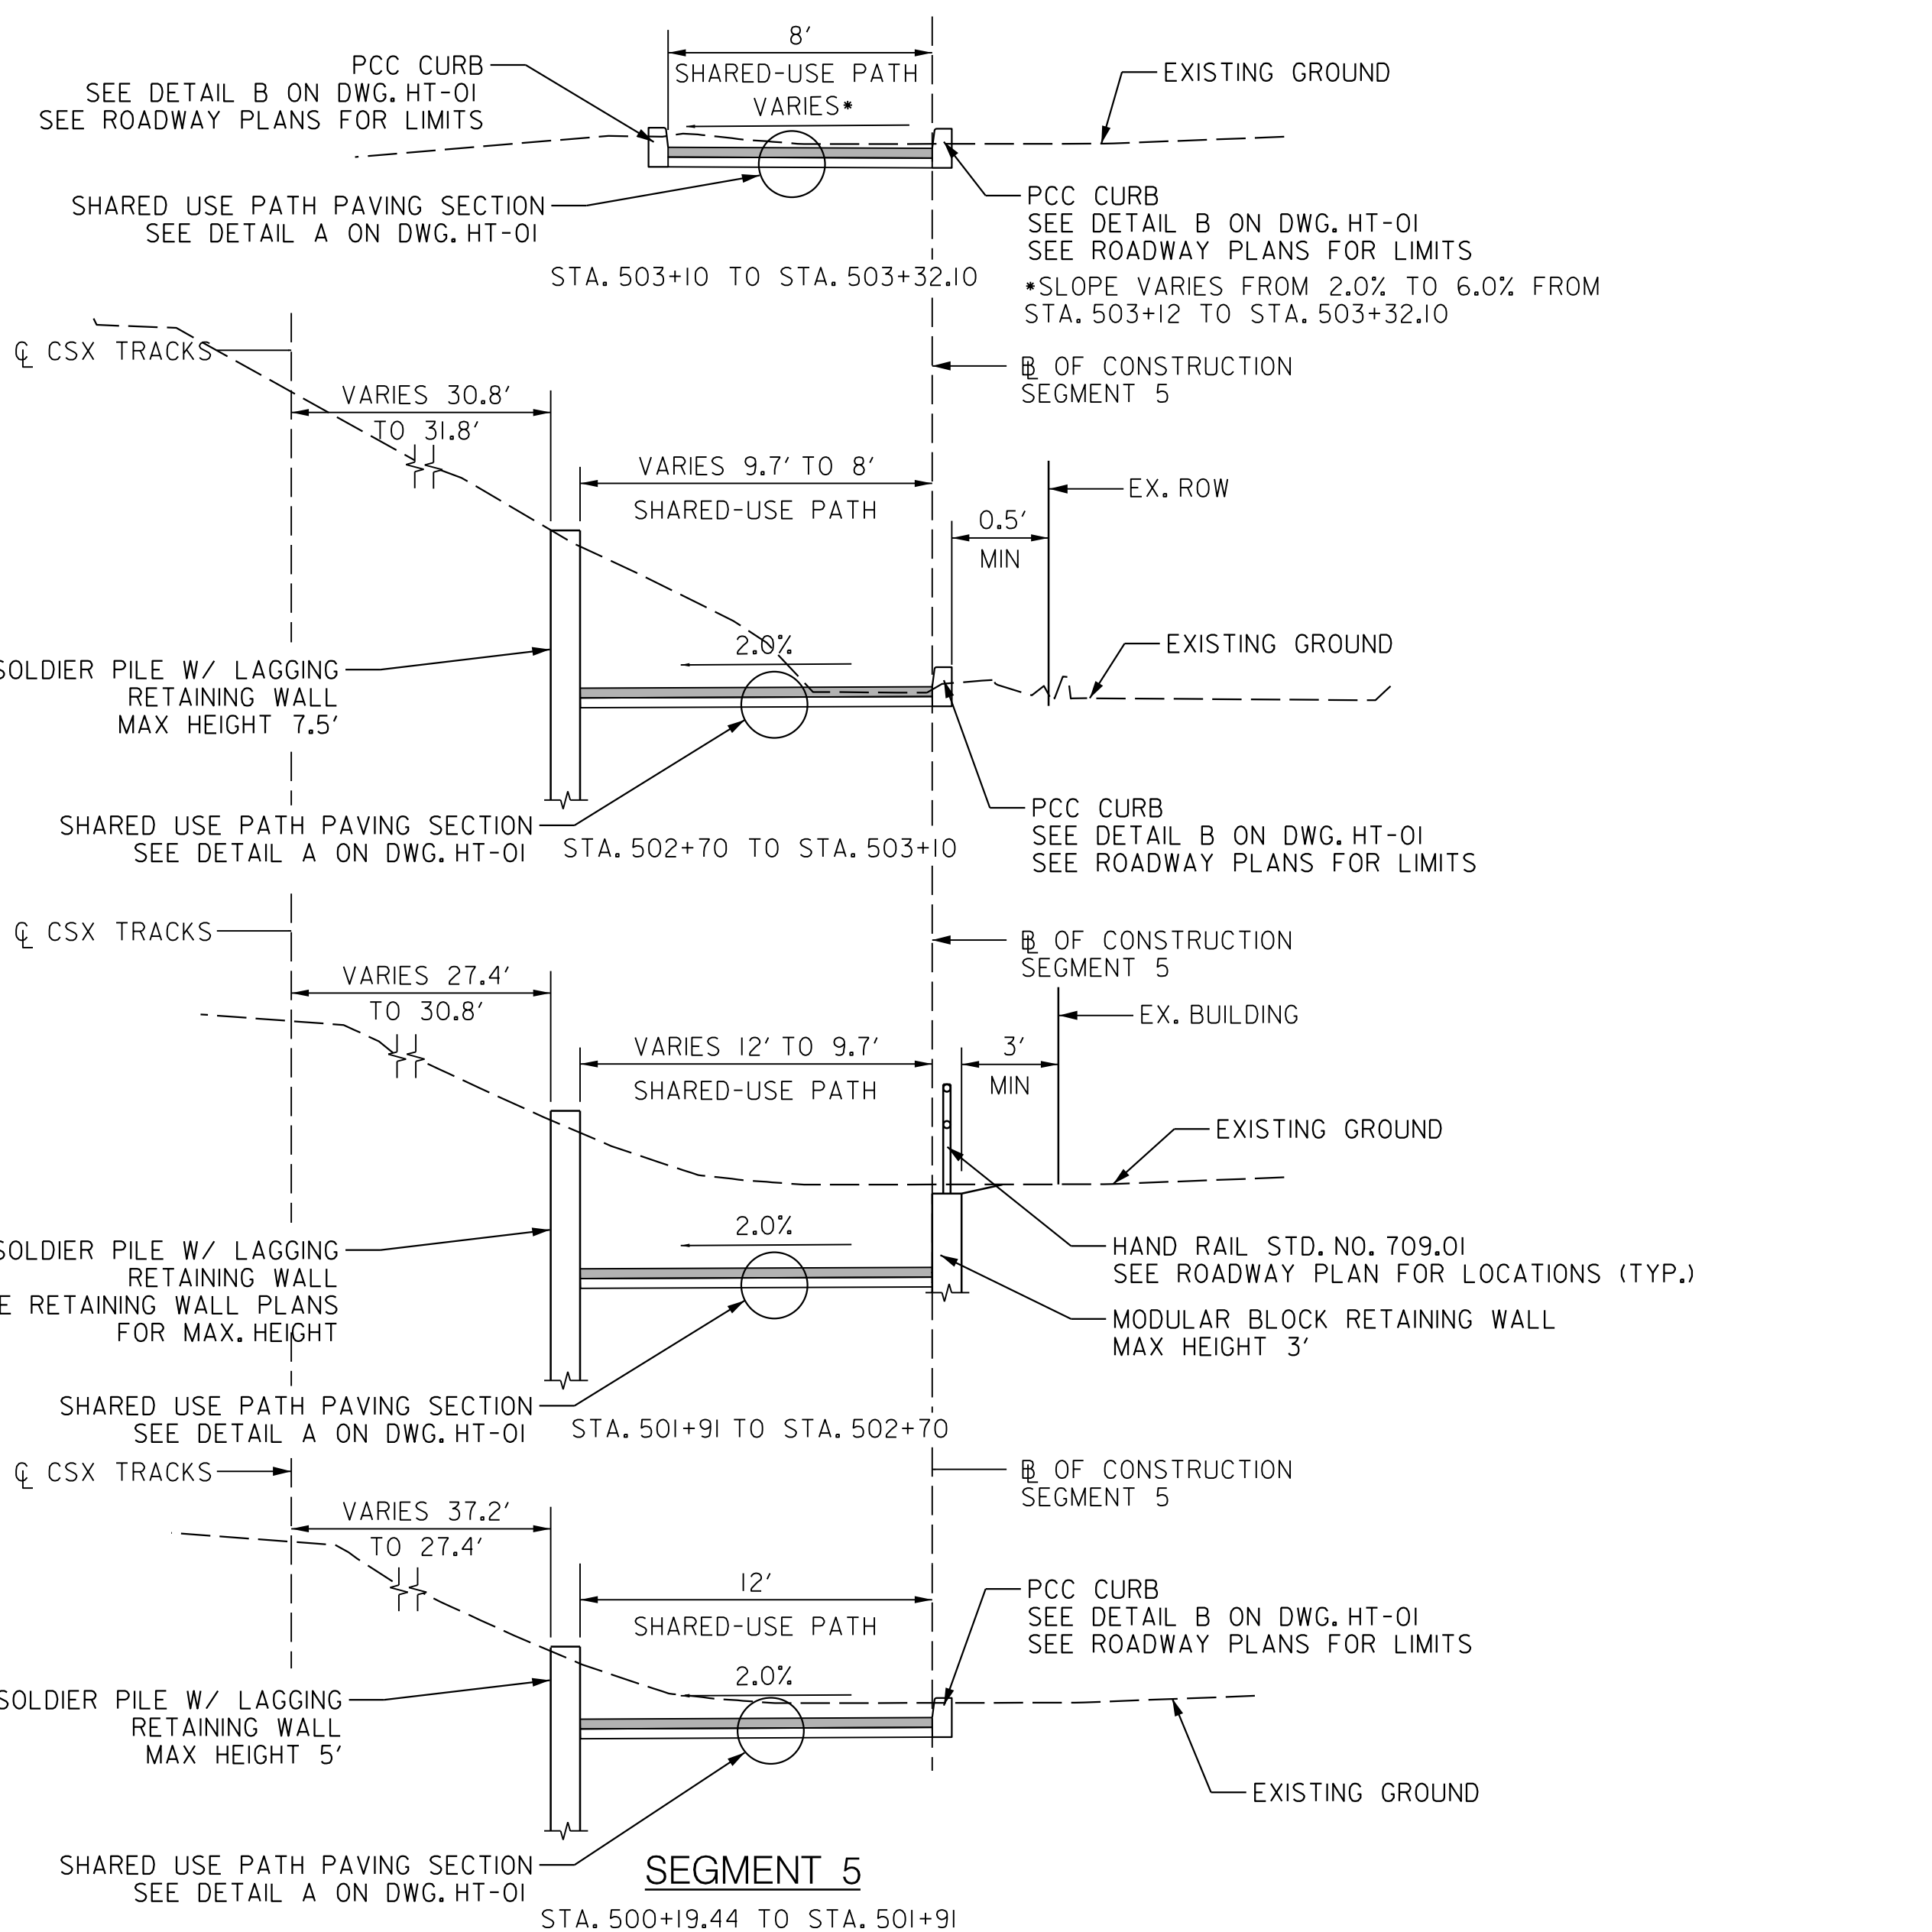 8'
SHARED-USE PATH
VARIES*
PCC CURB
SEE DETAIL B ON DWG. HT-01
SEE ROADWAY PLANS FOR LIMITS
EXISTING GROUND
SHARED USE PATH PAVING SECTION
SEE DETAIL A ON DWG. HT-01
PCC CURB
SEE DETAIL B ON DWG. HT-01
SEE ROADWAY PLANS FOR LIMITS
STA. 503+10 TO STA. 503+32.10
*SLOPE VARIES FROM 2.0% TO 6.0% FROM
STA. 503+12 TO STA. 503+32.10
℄ CSX TRACKS
BL OF CONSTRUCTION
SEGMENT 5
VARIES 30.8'
TO 31.8'
VARIES 9.7' TO 8'
SHARED-USE PATH
EX. ROW
0.5'
MIN
2.0%
EXISTING GROUND
SOLDIER PILE W/ LAGGING
RETAINING WALL
MAX HEIGHT 7.5'
SHARED USE PATH PAVING SECTION
SEE DETAIL A ON DWG. HT-01
PCC CURB
SEE DETAIL B ON DWG. HT-01
SEE ROADWAY PLANS FOR LIMITS
STA. 502+70 TO STA. 503+10
℄ CSX TRACKS
BL OF CONSTRUCTION
SEGMENT 5
VARIES 27.4'
TO 30.8'
EX. BUILDING
VARIES 12' TO 9.7'
SHARED-USE PATH
3'
MIN
EXISTING GROUND
2.0%
SOLDIER PILE W/ LAGGING
RETAINING WALL
E RETAINING WALL PLANS
FOR MAX. HEIGHT
HAND RAIL STD. NO. 709.01
SEE ROADWAY PLAN FOR LOCATIONS (TYP.)
MODULAR BLOCK RETAINING WALL
MAX HEIGHT 3'
SHARED USE PATH PAVING SECTION
SEE DETAIL A ON DWG. HT-01
STA. 501+91 TO STA. 502+70
℄ CSX TRACKS
BL OF CONSTRUCTION
SEGMENT 5
VARIES 37.2'
TO 27.4'
12'
SHARED-USE PATH
PCC CURB
SEE DETAIL B ON DWG. HT-01
SEE ROADWAY PLANS FOR LIMITS
2.0%
SOLDIER PILE W/ LAGGING
RETAINING WALL
MAX HEIGHT 5'
EXISTING GROUND
SHARED USE PATH PAVING SECTION
SEE DETAIL A ON DWG. HT-01
SEGMENT 5
STA. 500+19.44 TO STA. 501+91